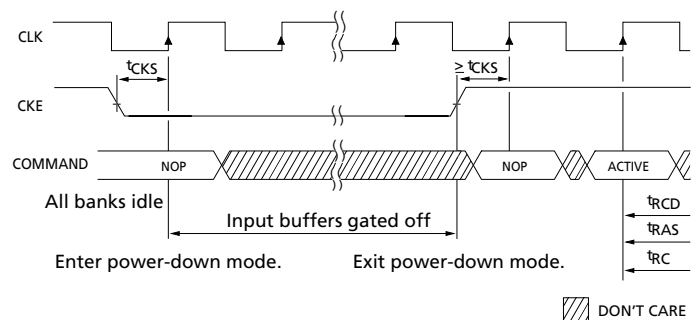 CLK
tCKS
≥ tCKS
CKE
COMMAND
NOP
NOP
ACTIVE
All banks idle
Input buffers gated off
tRCD
tRAS
tRC
Enter power-down mode.
Exit power-down mode.
DON'T CARE